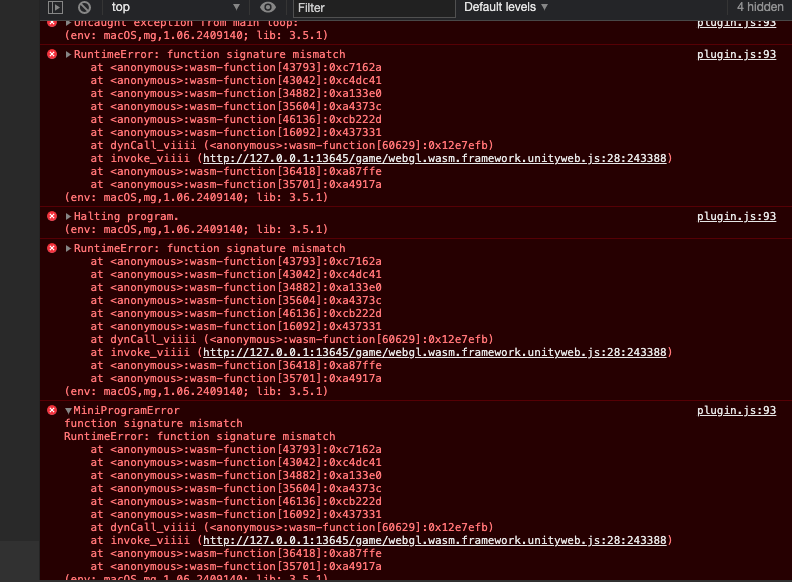 top
Filter
Default levels
4 hidden
Uncaught exception from main loop:
plugin.js:93
(env: macOS,mg,1.06.2409140; lib: 3.5.1)
RuntimeError: function signature mismatch
plugin.js:93
at <anonymous>:wasm-function[43793]:0xc7162a
at <anonymous>:wasm-function[43042]:0xc4dc41
at <anonymous>:wasm-function[34882]:0xa133e0
at <anonymous>:wasm-function[35604]:0xa4373c
at <anonymous>:wasm-function[46136]:0xcb222d
at <anonymous>:wasm-function[16092]:0x437331
at dynCall_viiii (<anonymous>:wasm-function[60629]:0x12e7efb)
at invoke_viiii (http://127.0.0.1:13645/game/webgl.wasm.framework.unityweb.js:28:243388)
at <anonymous>:wasm-function[36418]:0xa87ffe
at <anonymous>:wasm-function[35701]:0xa4917a
(env: macOS,mg,1.06.2409140; lib: 3.5.1)
Halting program.
plugin.js:93
(env: macOS,mg,1.06.2409140; lib: 3.5.1)
RuntimeError: function signature mismatch
plugin.js:93
at <anonymous>:wasm-function[43793]:0xc7162a
at <anonymous>:wasm-function[43042]:0xc4dc41
at <anonymous>:wasm-function[34882]:0xa133e0
at <anonymous>:wasm-function[35604]:0xa4373c
at <anonymous>:wasm-function[46136]:0xcb222d
at <anonymous>:wasm-function[16092]:0x437331
at dynCall_viiii (<anonymous>:wasm-function[60629]:0x12e7efb)
at invoke_viiii (http://127.0.0.1:13645/game/webgl.wasm.framework.unityweb.js:28:243388)
at <anonymous>:wasm-function[36418]:0xa87ffe
at <anonymous>:wasm-function[35701]:0xa4917a
(env: macOS,mg,1.06.2409140; lib: 3.5.1)
MiniProgramError
plugin.js:93
function signature mismatch
RuntimeError: function signature mismatch
at <anonymous>:wasm-function[43793]:0xc7162a
at <anonymous>:wasm-function[43042]:0xc4dc41
at <anonymous>:wasm-function[34882]:0xa133e0
at <anonymous>:wasm-function[35604]:0xa4373c
at <anonymous>:wasm-function[46136]:0xcb222d
at <anonymous>:wasm-function[16092]:0x437331
at dynCall_viiii (<anonymous>:wasm-function[60629]:0x12e7efb)
at invoke_viiii (http://127.0.0.1:13645/game/webgl.wasm.framework.unityweb.js:28:243388)
at <anonymous>:wasm-function[36418]:0xa87ffe
at <anonymous>:wasm-function[35701]:0xa4917a
(env: macOS,mg,1.06.2409140; lib: 3.5.1)